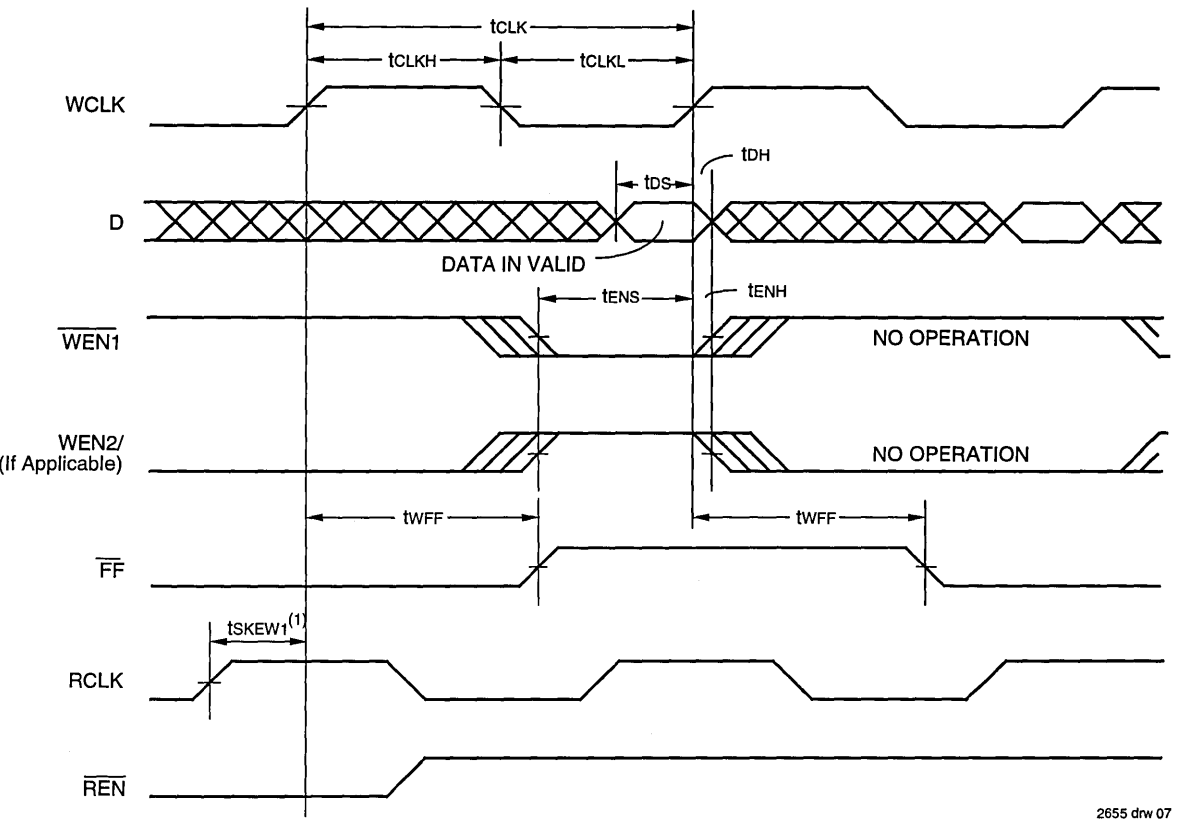 tCLK
tCLKH
tCLKL
WCLK
tDH
tDS
D
DATA IN VALID
tENS
tENH
WEN1
NO OPERATION
WEN2/
(If Applicable)
NO OPERATION
tWFF
tWFF
FF
tSKEW1(1)
RCLK
REN
2655 drw 07